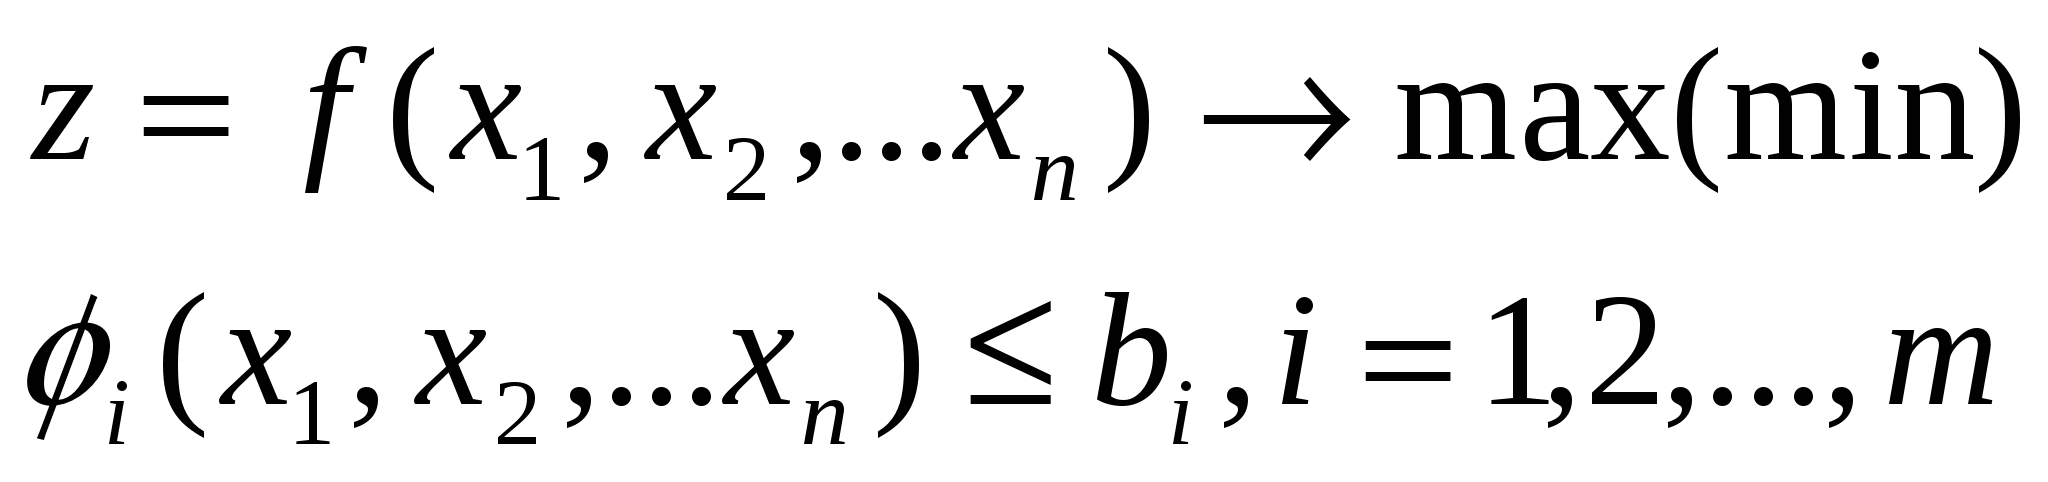 z = f(x₁, x₂,...xₙ) → max(min)
ϕᵢ(x₁, x₂,...xₙ) ≤ bᵢ, i = 1,2,..., m